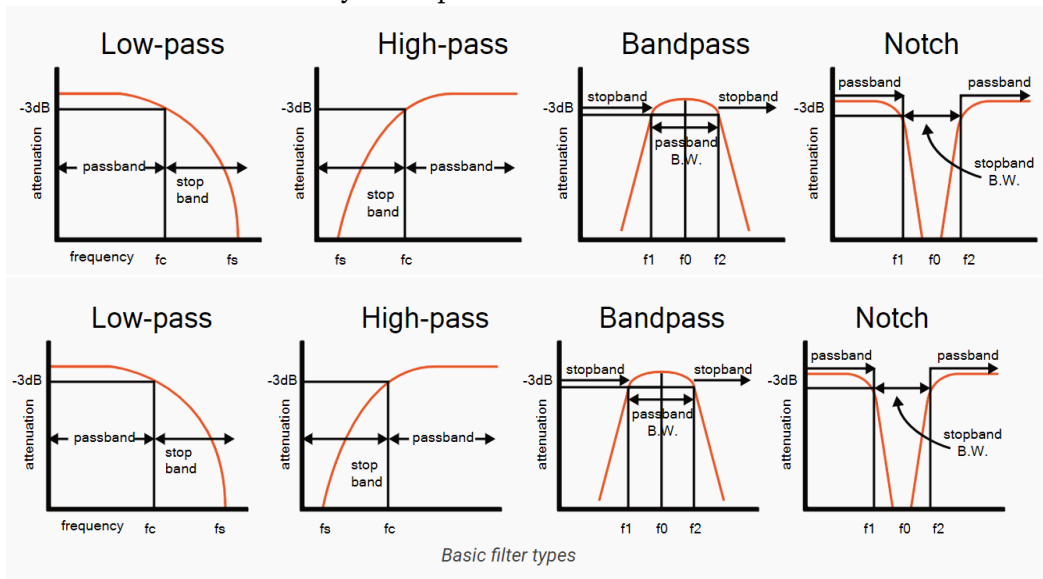 Low-pass
High-pass
Bandpass
Notch
-3dB
attenuation
passband
stop
band
frequency
fc
fs
-3dB
attenuation
passband
stop
band
fs
fc
-3dB
attenuation
stopband
stopband
passband
B.W.
f1
f0
f2
-3dB
attenuation
passband
passband
stopband
B.W.
f1
f0
f2
Low-pass
High-pass
Bandpass
Notch
-3dB
attenuation
passband
stop
band
frequency
fc
fs
-3dB
attenuation
passband
stop
band
fs
fc
-3dB
attenuation
stopband
stopband
passband
B.W.
f1
f0
f2
-3dB
attenuation
passband
passband
stopband
B.W.
f1
f0
f2
Basic filter types